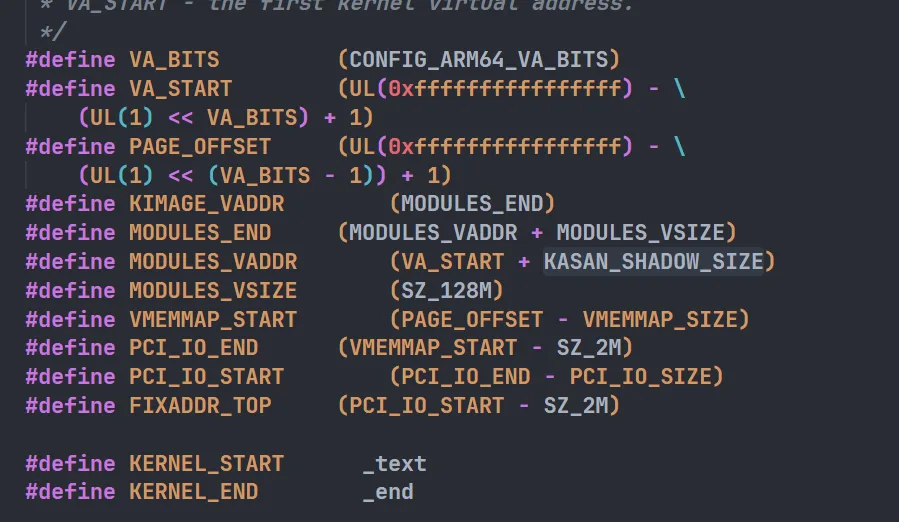 * VA_START - the first kernel virtual address.
*/
#define VA_BITS (CONFIG_ARM64_VA_BITS)
#define VA_START (UL(0xffffffffffffffff) - \
(UL(1) << VA_BITS) + 1)
#define PAGE_OFFSET (UL(0xffffffffffffffff) - \
(UL(1) << (VA_BITS - 1)) + 1)
#define KIMAGE_VADDR (MODULES_END)
#define MODULES_END (MODULES_VADDR + MODULES_VSIZE)
#define MODULES_VADDR (VA_START + KASAN_SHADOW_SIZE)
#define MODULES_VSIZE (SZ_128M)
#define VMEMMAP_START (PAGE_OFFSET - VMEMMAP_SIZE)
#define PCI_IO_END (VMEMMAP_START - SZ_2M)
#define PCI_IO_START (PCI_IO_END - PCI_IO_SIZE)
#define FIXADDR_TOP (PCI_IO_START - SZ_2M)
#define KERNEL_START _text
#define KERNEL_END _end